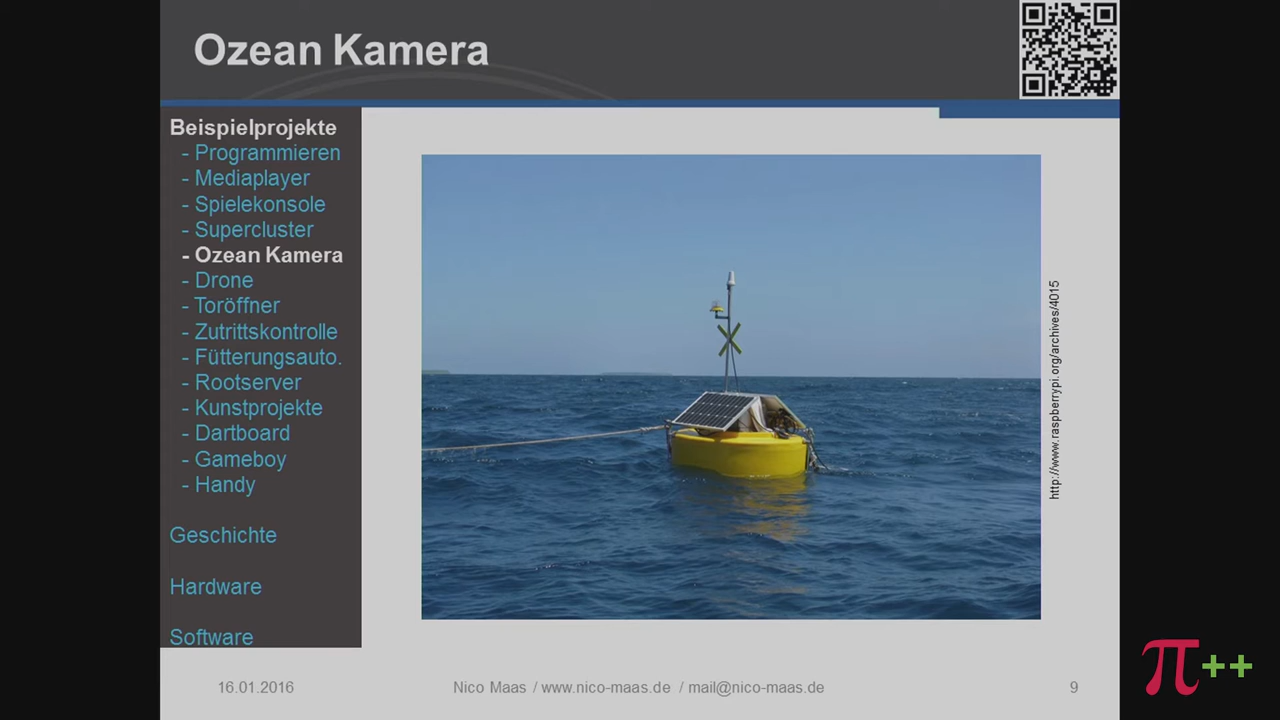 Ozean Kamera
Beispielprojekte
- Programmieren
- Mediaplayer
- Spielekonsole
- Supercluster
- Ozean Kamera
- Drone
- Toröffner
- Zutrittskontrolle
- Fütterungsauto.
- Rootserver
- Kunstprojekte
- Dartboard
- Gameboy
- Handy
Geschichte
Hardware
Software
http://www.raspberrypi.org/archives/4015
16.01.2016
Nico Maas / www.nico-maas.de / mail@nico-maas.de
9
π++